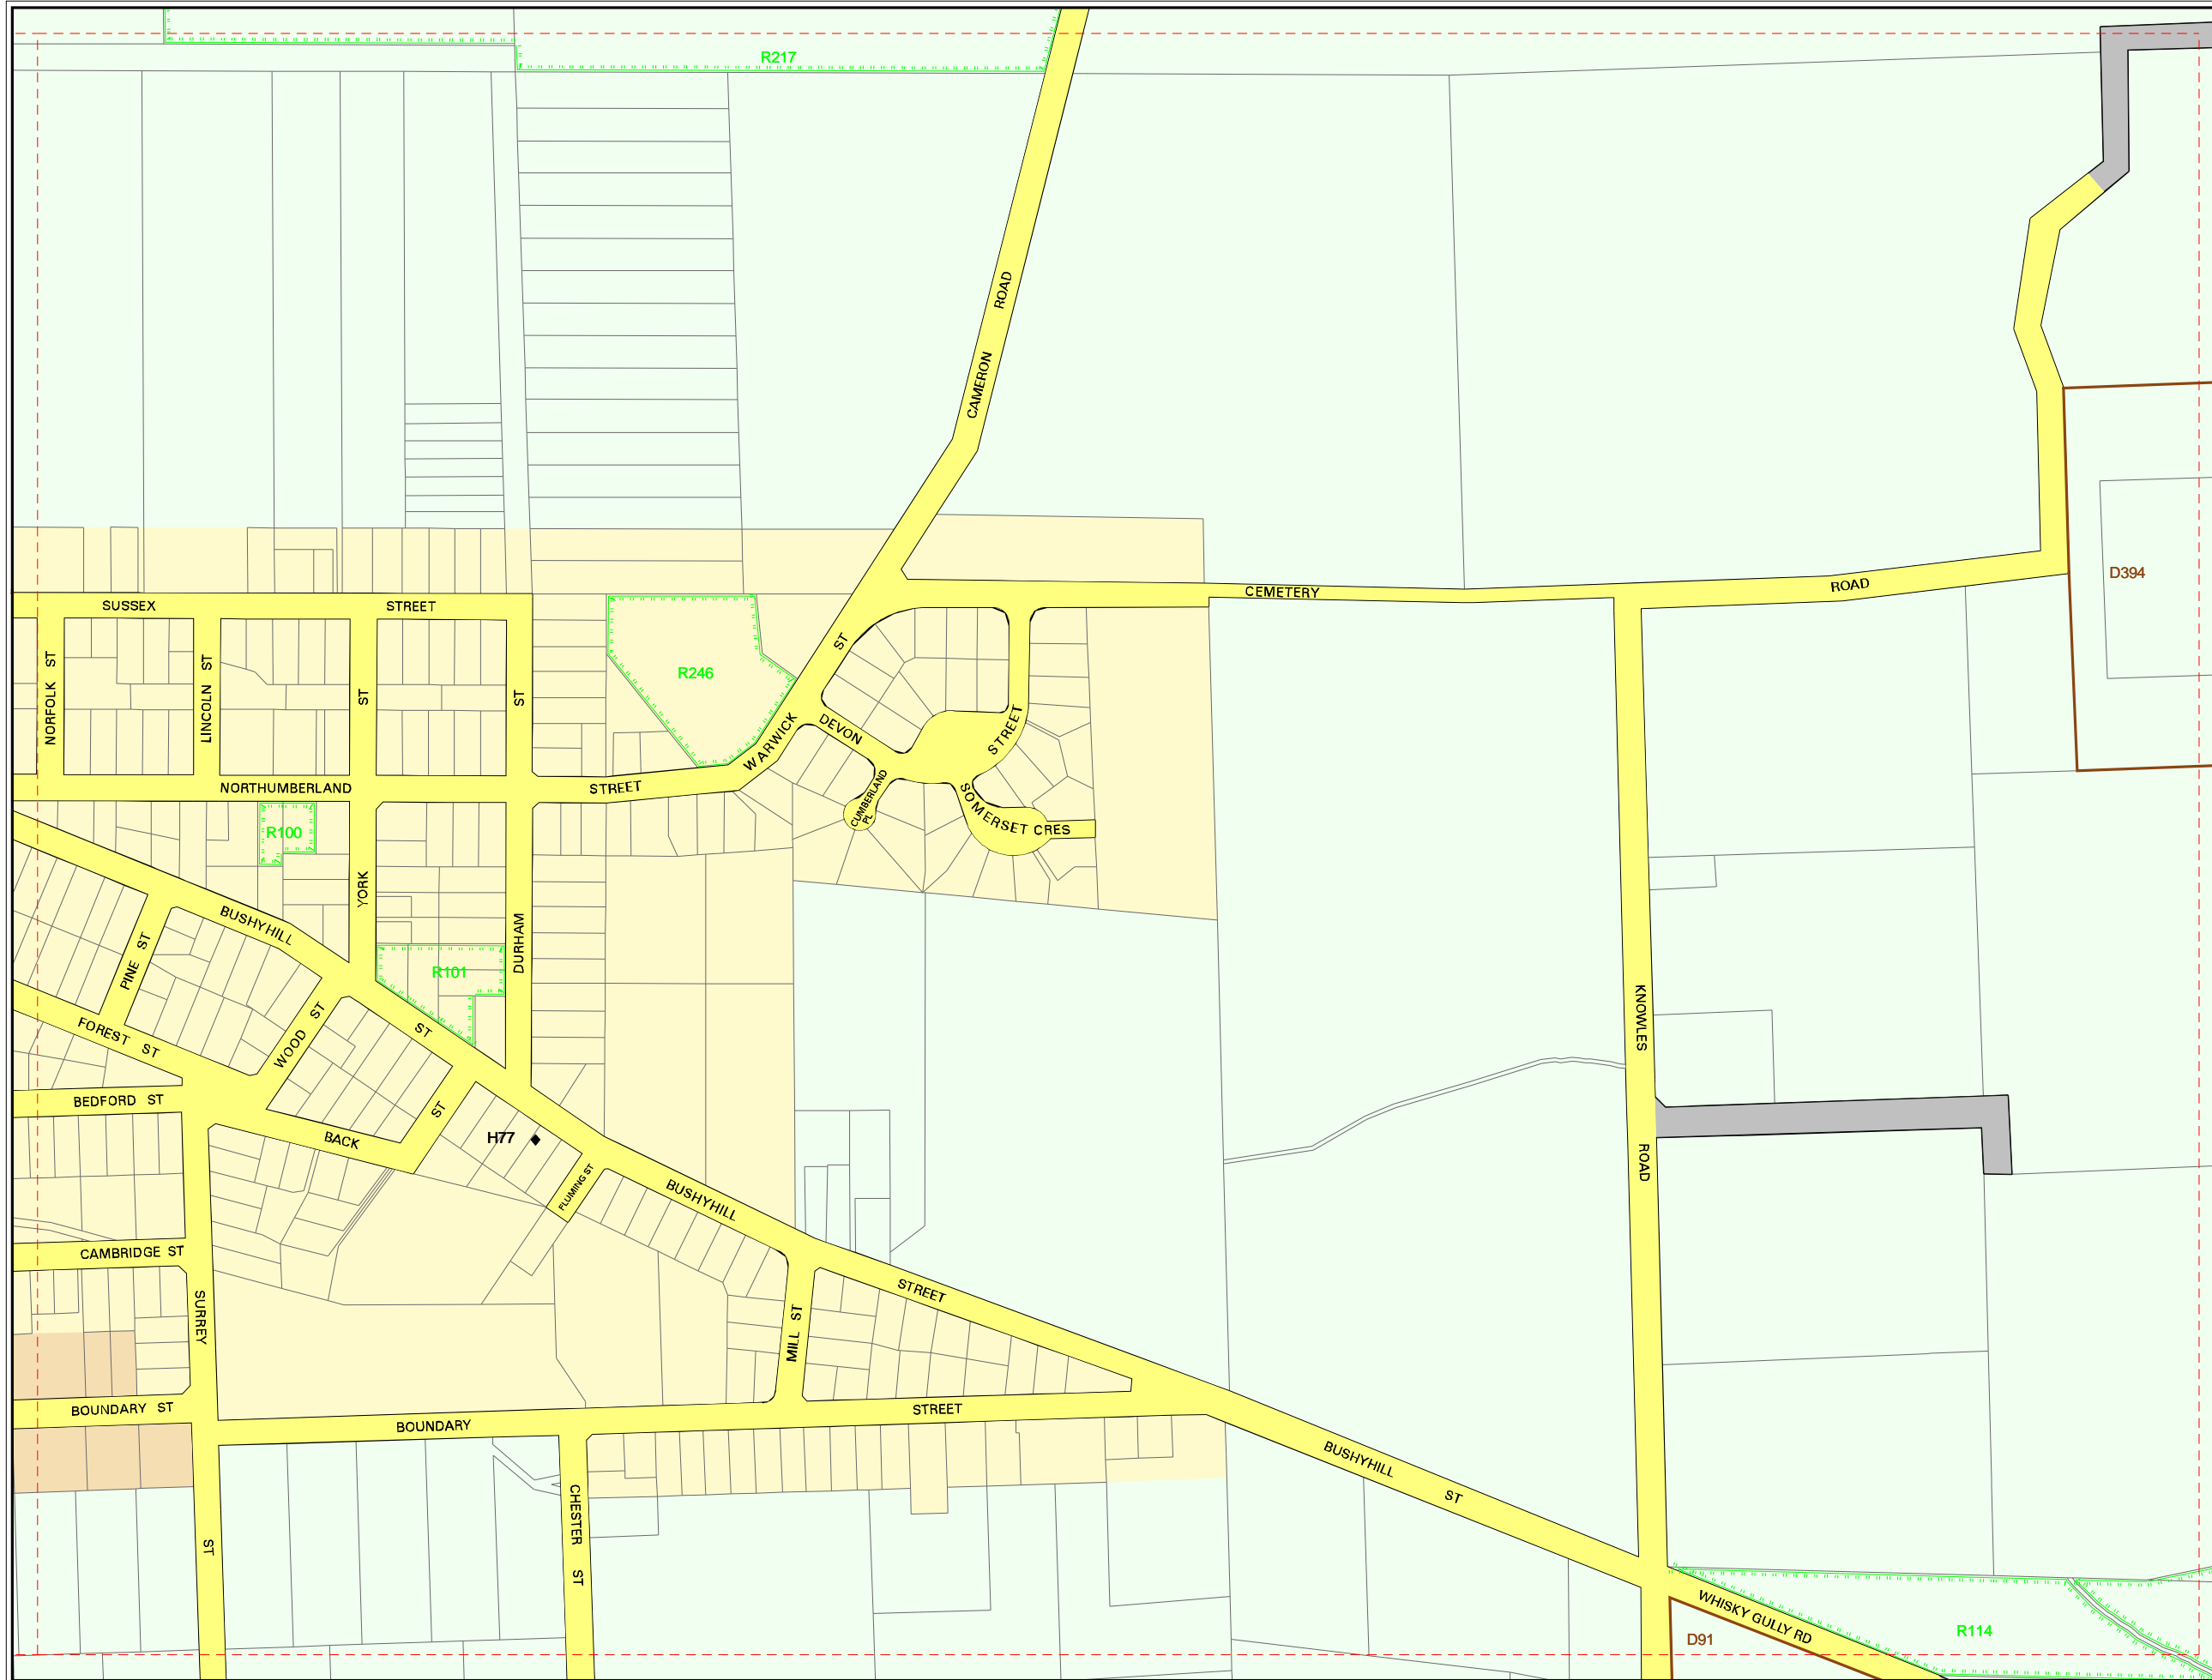 R217
CAMERON ROAD
SUSSEX STREET
CEMETERY ROAD
D394
NORFOLK ST
LINCOLN ST
ST
ST
R246
ST
WARWICK
DEVON
STREET
NORTHUMBERLAND STREET
CUMBERLAND
PL
SOMERSET CRES
R100
YORK
BUSHYHILL
DURHAM
PINE ST
R101
KNOWLES
FOREST ST
WOOD ST
ST
BEDFORD ST
ST
BACK
H77
FLUMING ST
ROAD
BUSHYHILL
CAMBRIDGE ST
STREET
SURREY
MILL ST
BOUNDARY ST
STREET
BOUNDARY
BUSHYHILL
ST
CHESTER ST
ST
WHISKY GULLY RD
D91
R114